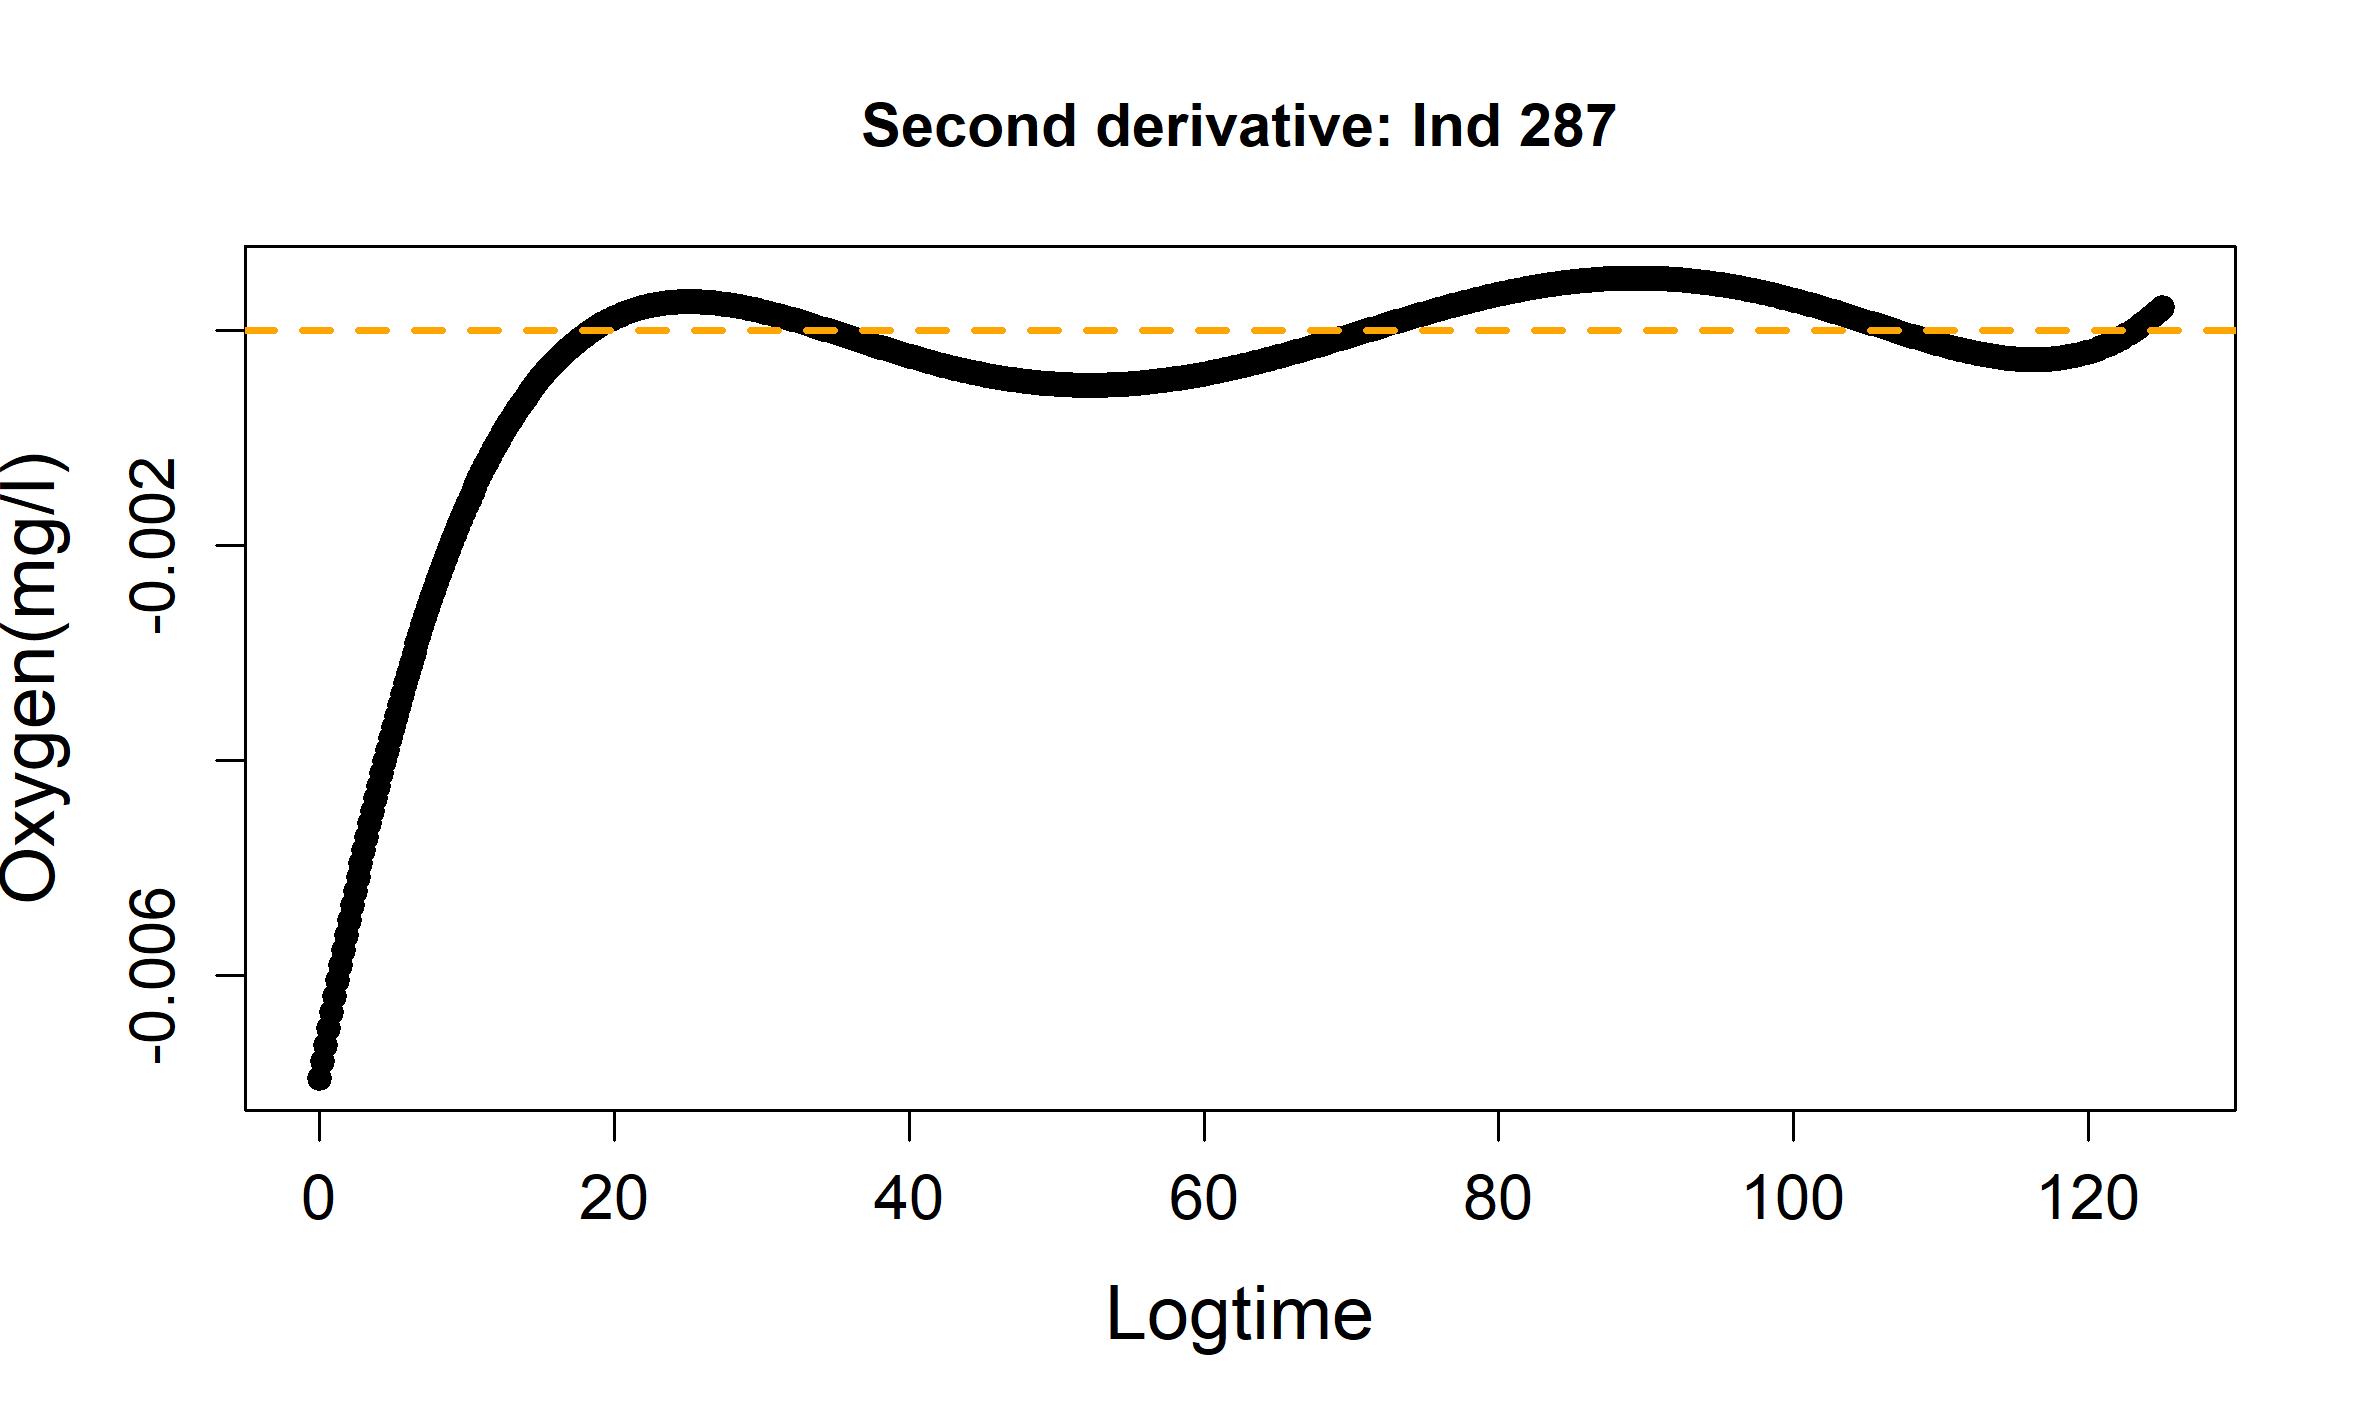 Second derivative: Ind 287
Oxygen(mg/l)
-0.002
-0.006
0 20 40 60 80 100 120
Logtime